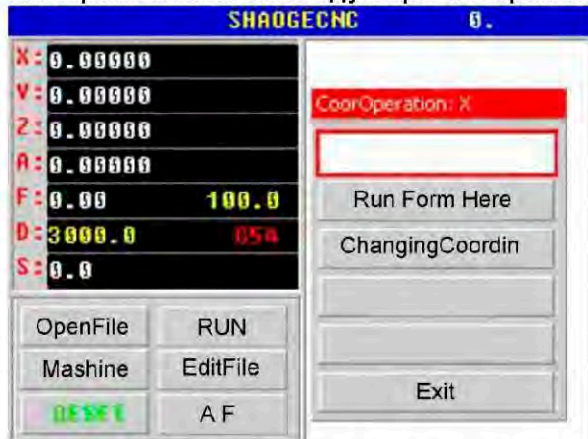 SHAOGECNC 0.
X: 0.00000
Y: 0.00000
Z: 0.00000
A: 0.00000
F: 0.00 100.0
D: 3000.0 G54
S: 0.0
OpenFile RUN
Mashine EditFile
RESET A F
CoorOperation: X
Run Form Here
ChangingCoordin
Exit